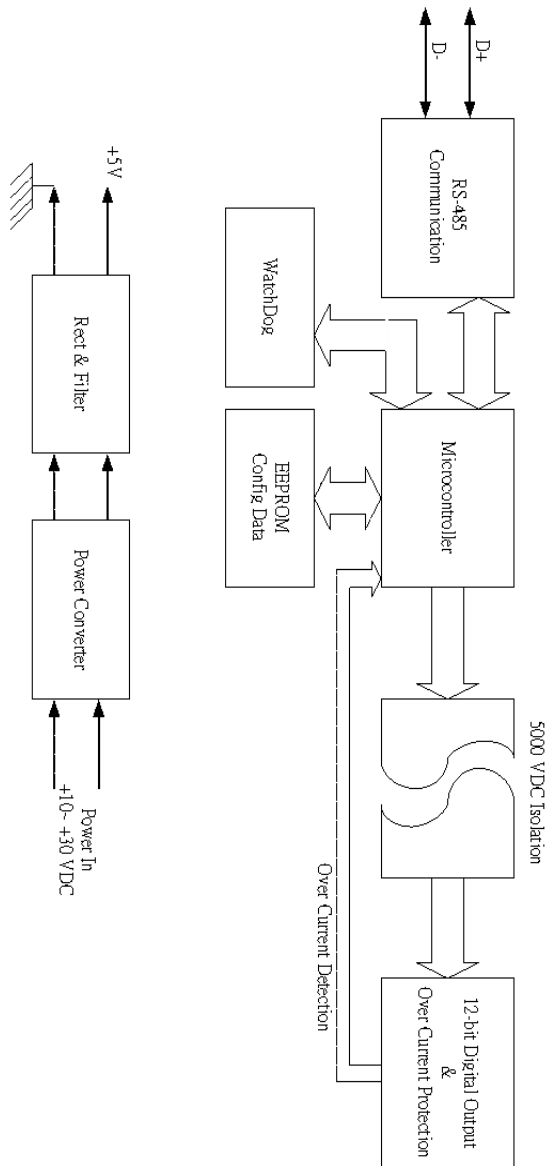 5000 VDC Isolation
D+
D-
RS-485
Communication
Microcontroller
12-bit Digital Output
&
Over Current Protection
WatchDog
EEPROM
Config Data
Over Current Detection
+5V
Rect & Filter
Power Converter
Power In
+10~ +30 VDC